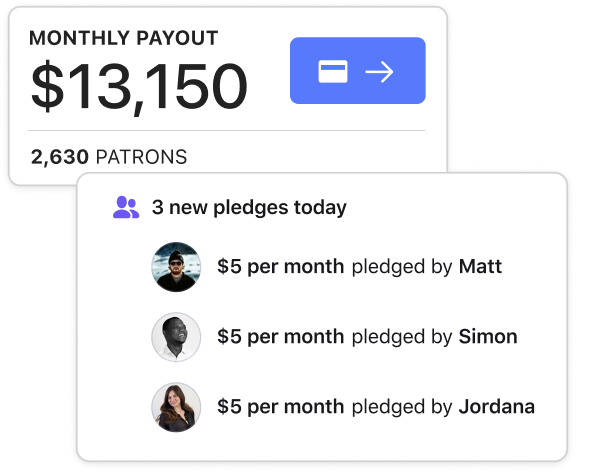 MONTHLY PAYOUT
$13,150
2,630 PATRONS
3 new pledges today
$5 per month pledged by Matt
$5 per month pledged by Simon
$5 per month pledged by Jordana